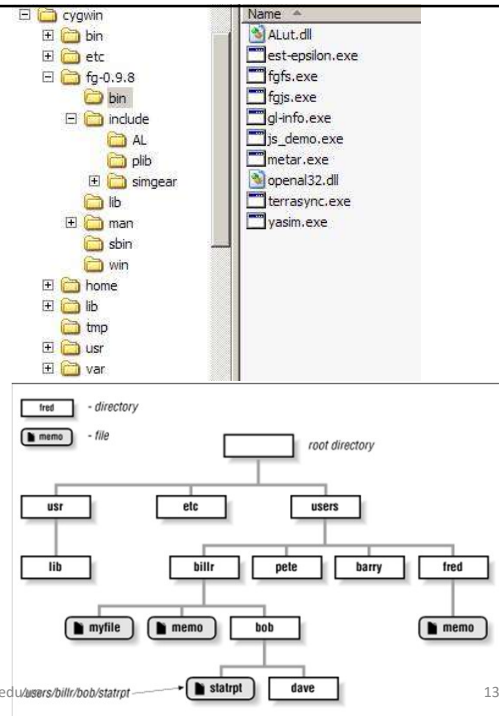 cygwin
bin
etc
fg-0.9.8
bin
include
AL
plib
simgear
lib
man
sbin
win
home
lib
tmp
usr
var
Name
ALut.dll
est-epsilon.exe
fgfs.exe
fgjs.exe
gl-info.exe
js_demo.exe
metar.exe
openal32.dll
terrasync.exe
yasim.exe
fred - directory
memo - file
root directory
usr etc users
lib billr pete barry fred
myfile memo bob memo
/users/billr/bob/statrpt statrpt dave
edu 13